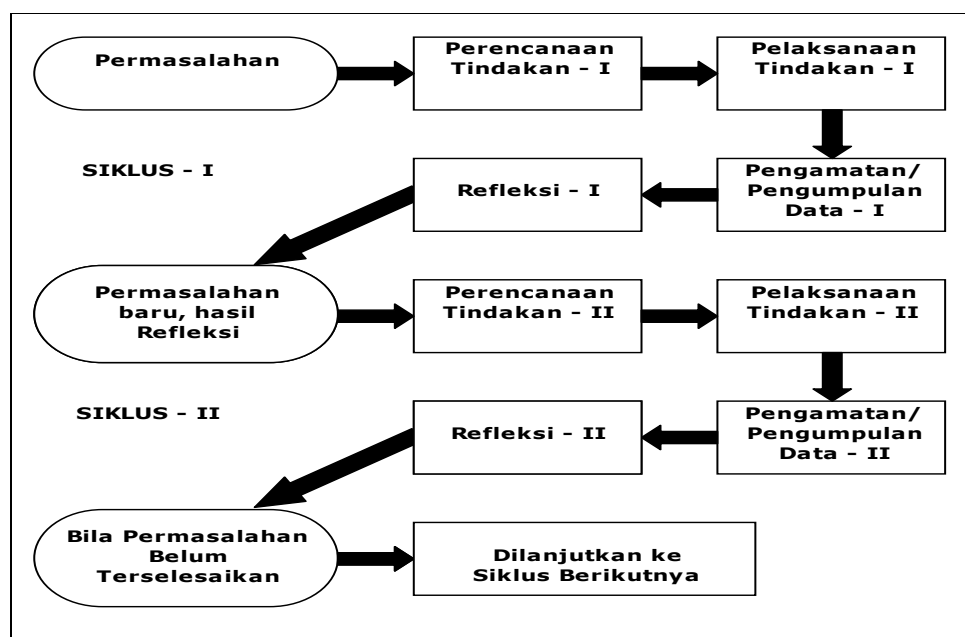 Permasalahan
Perencanaan
Tindakan - I
Pelaksanaan
Tindakan - I
SIKLUS - I
Refleksi - I
Pengamatan/
Pengumpulan
Data - I
Permasalahan
baru, hasil
Refleksi
Perencanaan
Tindakan - II
Pelaksanaan
Tindakan - II
SIKLUS - II
Refleksi - II
Pengamatan/
Pengumpulan
Data - II
Bila Permasalahan
Belum
Terselesaikan
Dilanjutkan ke
Siklus Berikutnya